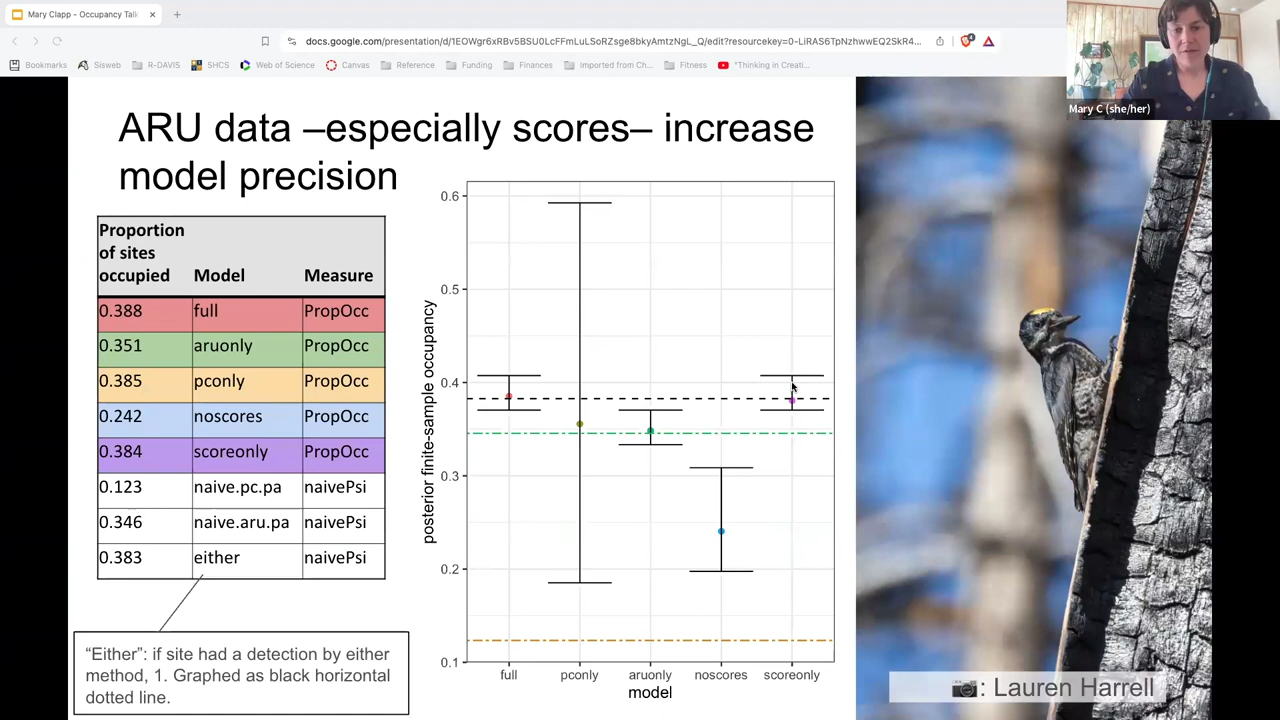 Mary Clapp - Occupancy Talk
docs.google.com/presentation/d/1EOWgr6xRBv5BSU0LcFFmLuLSoRZsge8bkyAmtzNgL_Q/edit?resourcekey=0-LiRAS6TpNzhwwEQ2SkR4...
Bookmarks Sisweb R-DAVIS SHCS Web of Science Canvas Reference Funding Finances Imported from Ch... Fitness "Thinking in Creati...
Mary C (she/her)
ARU data –especially scores– increase
model precision
Proportion
of sites
occupied Model Measure
0.388 full PropOcc
0.351 aruonly PropOcc
0.385 pconly PropOcc
0.242 noscores PropOcc
0.384 scoreonly PropOcc
0.123 naive.pc.pa naivePsi
0.346 naive.aru.pa naivePsi
0.383 either naivePsi
“Either”: if site had a detection by either
method, 1. Graphed as black horizontal
dotted line.
posterior finite-sample occupancy
0.6
0.5
0.4
0.3
0.2
0.1
full pconly aruonly noscores scoreonly
model
: Lauren Harrell